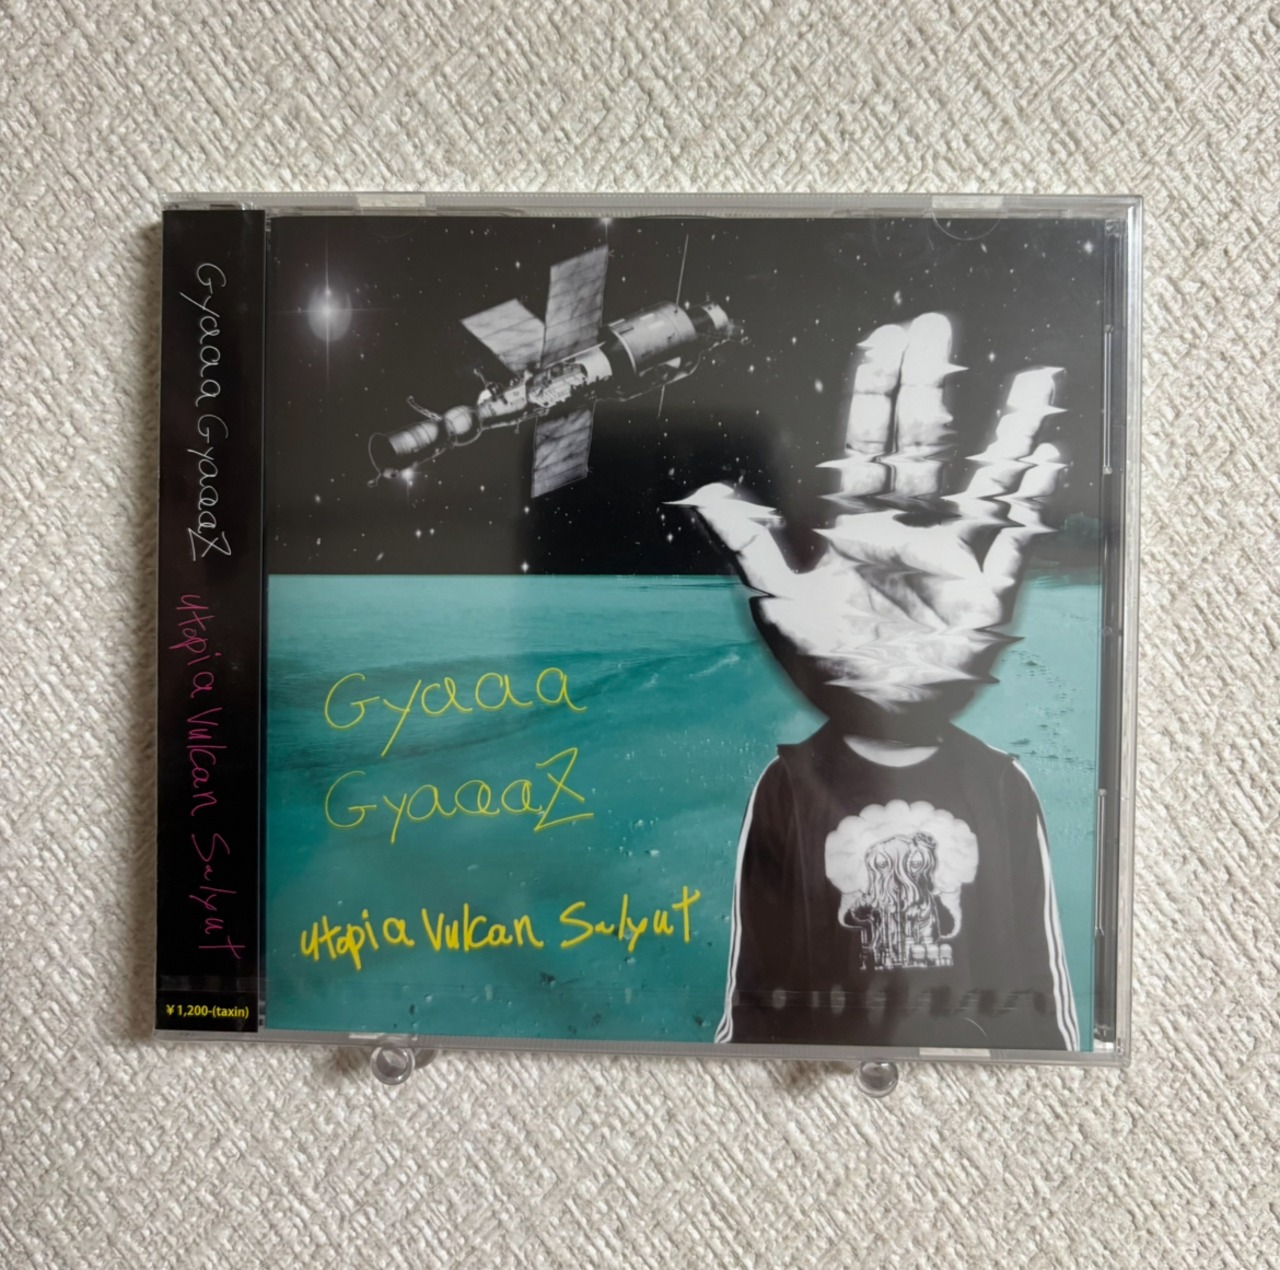 Gyaaa GyaaaZ utopia Vulcan Salyut
¥1,200-(taxin)
Gyaaa
GyaaaZ
utopia Vulcan Salyut